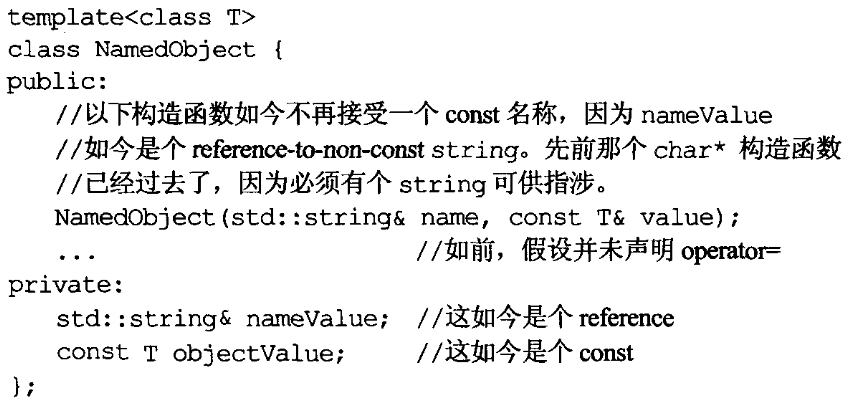 template<class T>
class NamedObject {
public:
//以下构造函数如今不再接受一个 const 名称，因为 nameValue
//如今是个 reference-to-non-const string。先前那个 char* 构造函数
//已经过去了，因为必须有个 string 可供指涉。
NamedObject(std::string& name, const T& value);
... //如前，假设并未声明 operator=
private:
std::string& nameValue; //这如今是个 reference
const T objectValue; //这如今是个 const
};